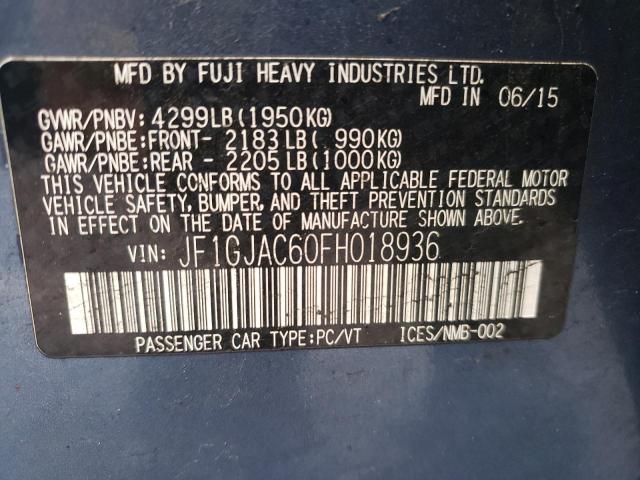 MFD BY FUJI HEAVY INDUSTRIES LTD.
MFD IN 06/15
GVWR/PNBV: 4299LB(1950KG)
GAWR/PNBE:FRONT- 2183LB( 990KG)
GAWR/PNBE:REAR - 2205LB(1000KG)
THIS VEHICLE CONFORMS TO ALL APPLICABLE FEDERAL MOTOR
VEHICLE SAFETY, BUMPER, AND THEFT PREVENTION STANDARDS
IN EFFECT ON THE DATE OF MANUFACTURE SHOWN ABOVE.
VIN: JF1GJAC60FH018936
PASSENGER CAR TYPE:PC/VT ICES/NMB-002